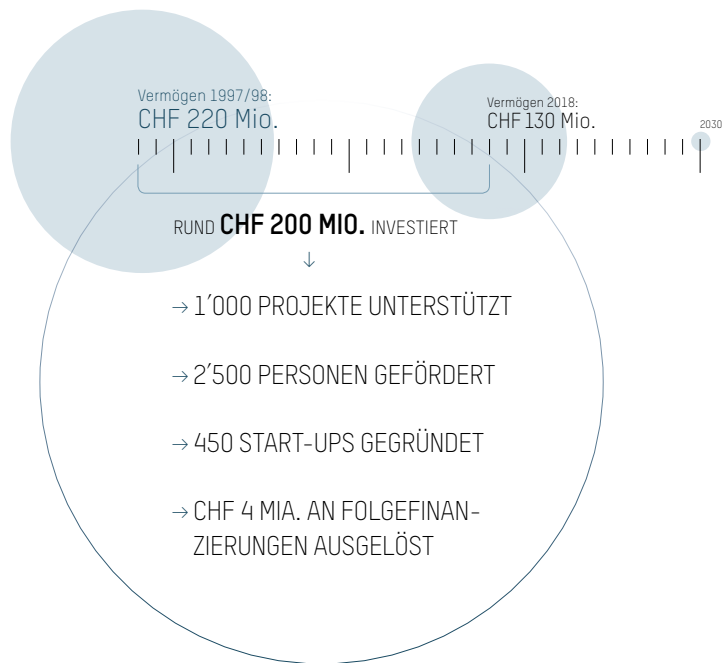 Vermögen 1997/98:
CHF 220 Mio.
Vermögen 2018:
CHF 130 Mio.
2030
RUND CHF 200 MIO. INVESTIERT
↓
→ 1’000 PROJEKTE UNTERSTÜTZT
→ 2’500 PERSONEN GEFÖRDERT
→ 450 START-UPS GEGRÜNDET
→ CHF 4 MIA. AN FOLGEFINAN-
ZIERUNGEN AUSGELÖST